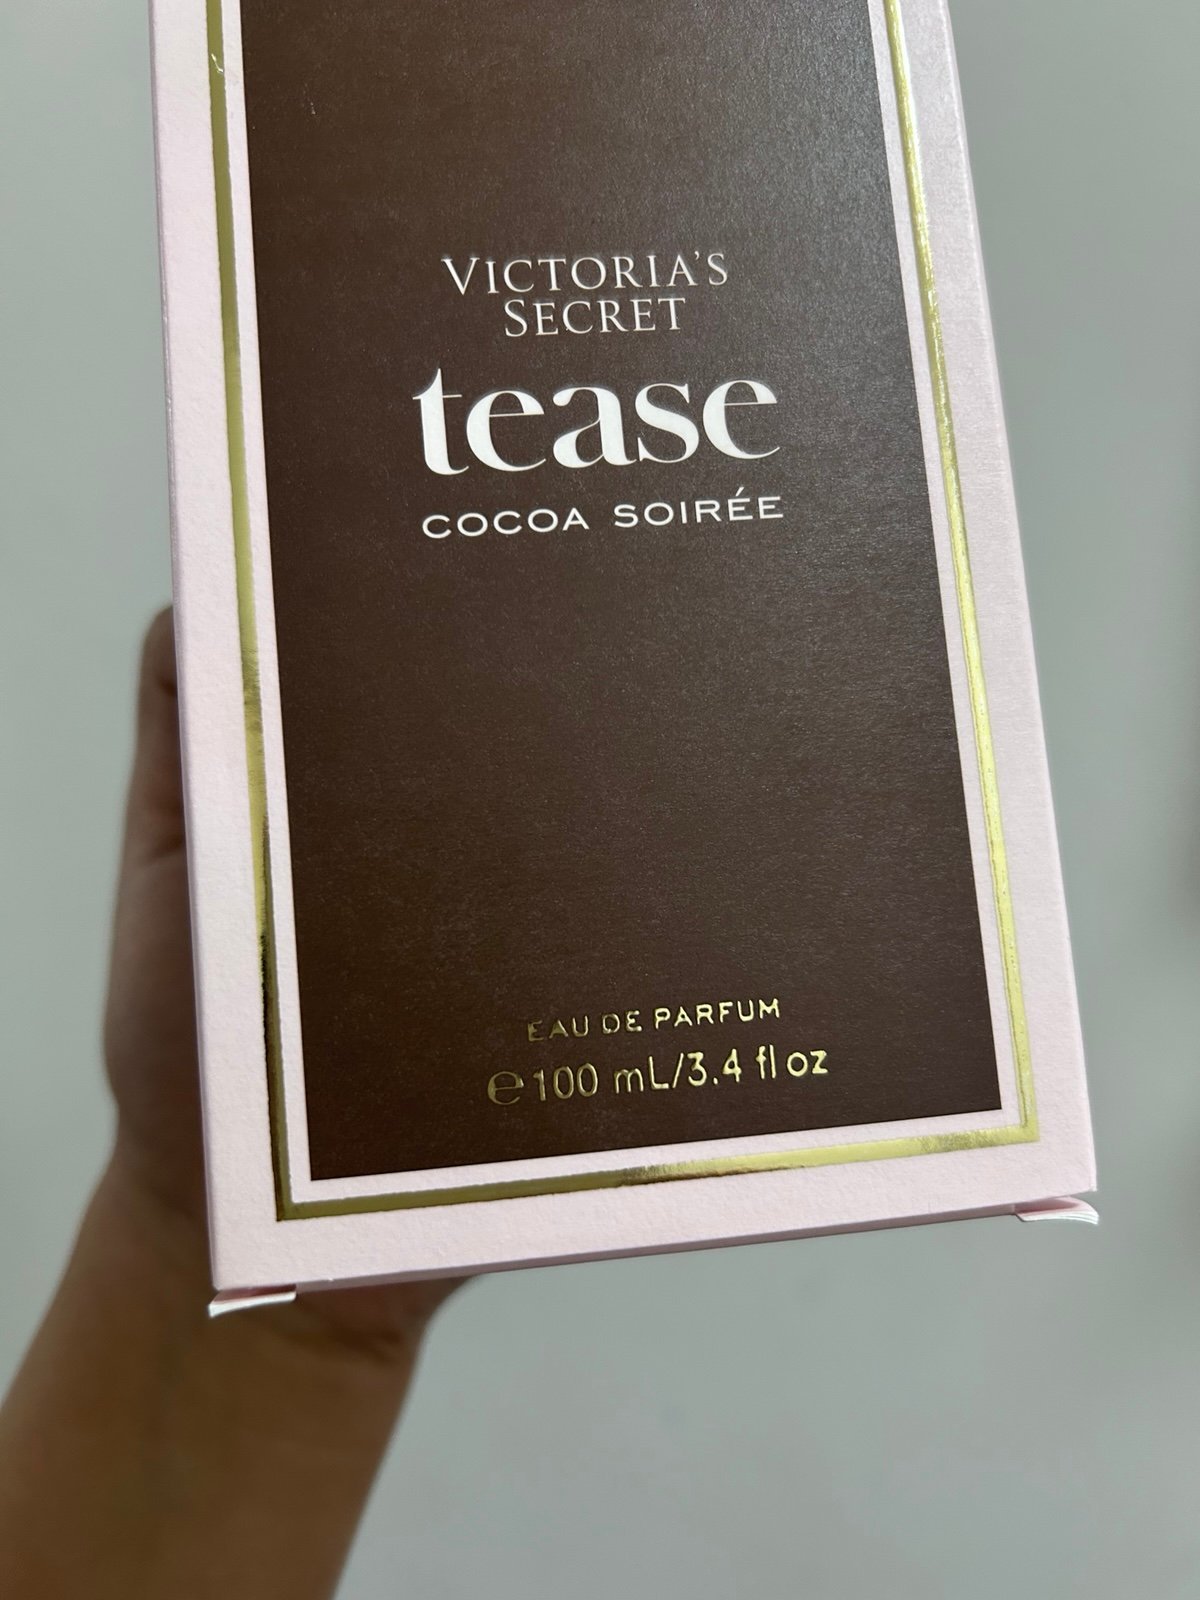 VICTORIA'S
SECRET
tease
COCOA SOIRÉE
EAU DE PARFUM
℮100 mL/3.4 fl oz